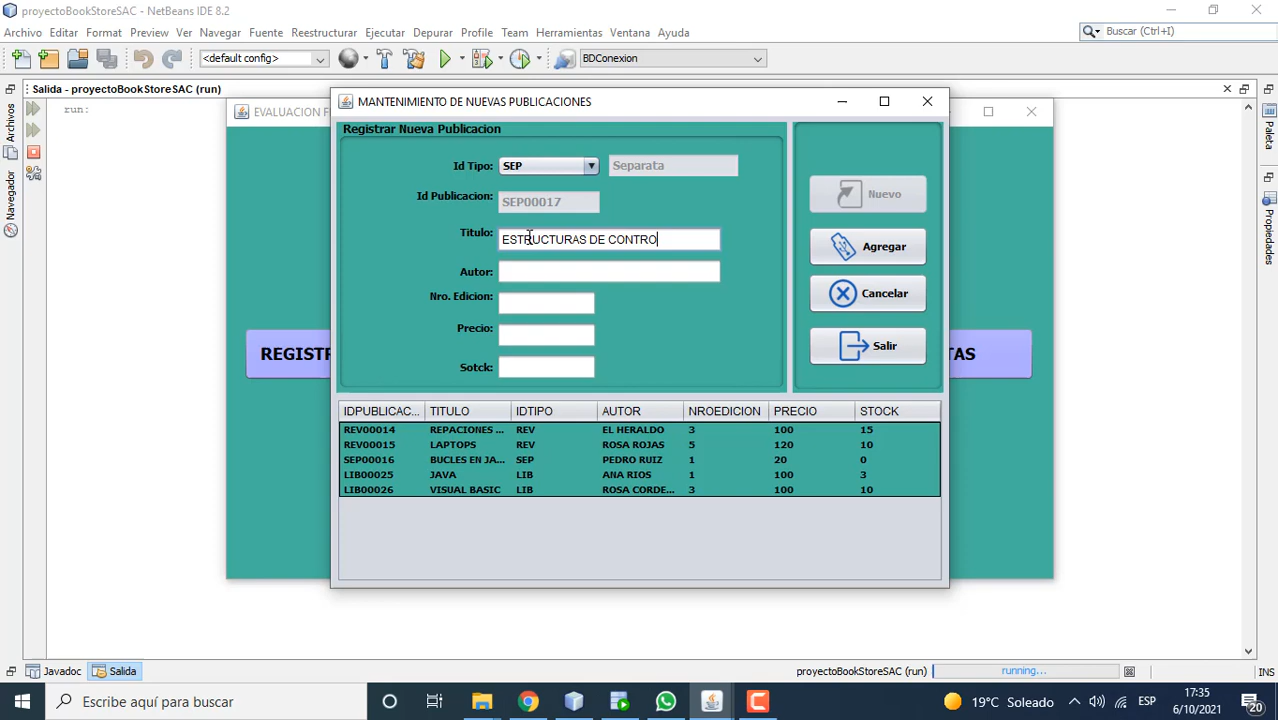 proyectoBookStoreSAC - NetBeans IDE 8.2
Archivo Editar Format Preview Ver Navegar Fuente Reestructurar Ejecutar Depurar Profile Team Herramientas Ventana Ayuda
Buscar (Ctrl+I)
<default config>
BDConexion
Salida - proyectoBookStoreSAC (run)
run:
Archivos
Navegador
Paleta
Propiedades
EVALUACION F
REGISTR
TAS
MANTENIMIENTO DE NUEVAS PUBLICACIONES
Registrar Nueva Publicacion
Id Tipo: SEP Separata
Id Publicacion: SEP00017
Titulo: ESTRUCTURAS DE CONTRO
Autor:
Nro. Edicion:
Precio:
Sotck:
Nuevo
Agregar
Cancelar
Salir
IDPUBLICAC... TITULO IDTIPO AUTOR NROEDICION PRECIO STOCK
REV00014 REPACIONES ... REV EL HERALDO 3 100 15
REV00015 LAPTOPS REV ROSA ROJAS 5 120 10
SEP00016 BUCLES EN JA... SEP PEDRO RUIZ 1 20 0
LIB00025 JAVA LIB ANA RIOS 1 100 3
LIB00026 VISUAL BASIC LIB ROSA CORDE... 3 100 10
Javadoc Salida
proyectoBookStoreSAC (run) running... INS
Escribe aquí para buscar
19°C Soleado
ESP
17:35
6/10/2021
20